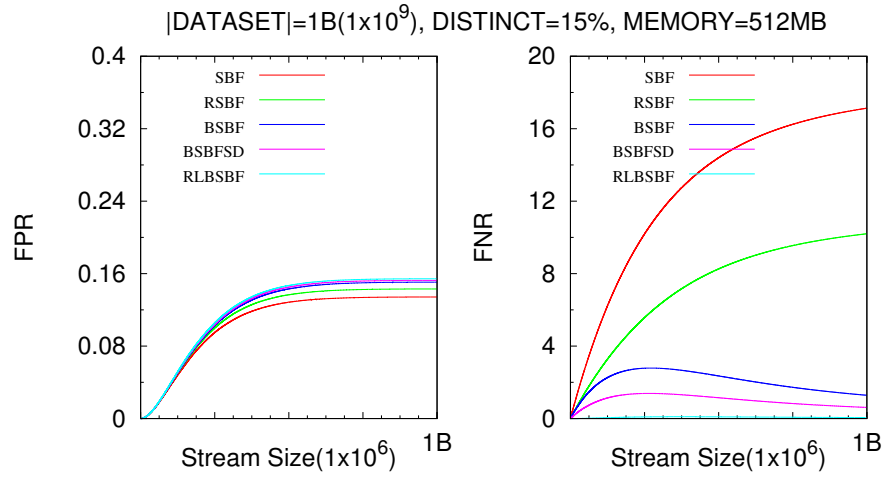 |DATASET|=1B(1x10^9), DISTINCT=15%, MEMORY=512MB
0.4
0.32
0.24
0.16
0.08
0
FPR
SBF
RSBF
BSBF
BSBFSD
RLBSBF
1B
Stream Size(1x10^6)
20
16
12
8
4
0
FNR
SBF
RSBF
BSBF
BSBFSD
RLBSBF
1B
Stream Size(1x10^6)